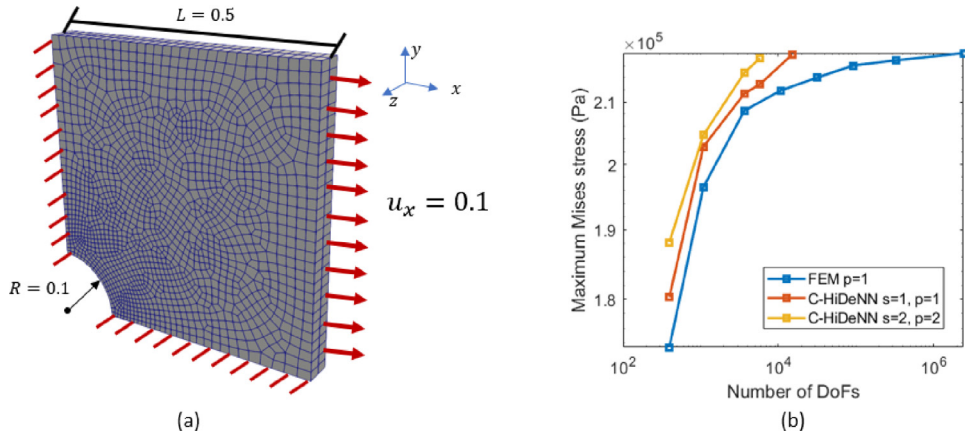 L = 0.5
y
x
z
u_x = 0.1
R = 0.1
(a)
×10^5
2.1
2
1.9
1.8
Maximum Mises stress (Pa)
FEM p=1
C-HiDeNN s=1, p=1
C-HiDeNN s=2, p=2
10^2
10^4
10^6
Number of DoFs
(b)